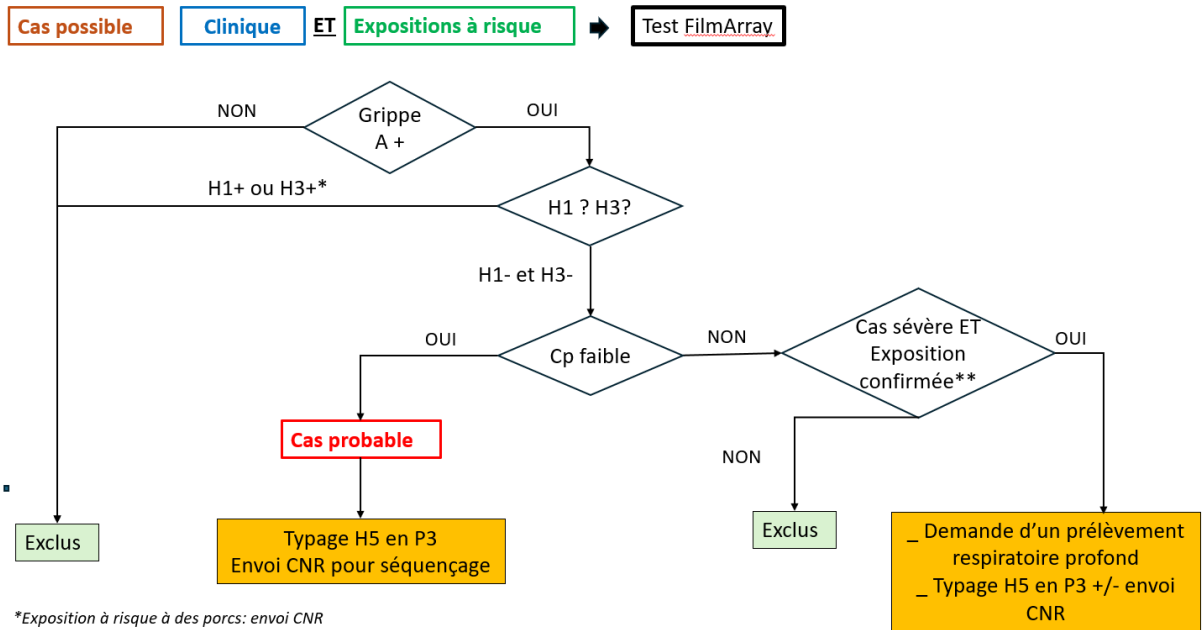 Cas possible
Clinique
ET
Expositions à risque
Test FilmArray
NON
Grippe
A +
OUI
H1+ ou H3+*
H1 ? H3?
H1- et H3-
OUI
Cp faible
NON
Cas sévère ET
Exposition
confirmée**
OUI
Cas probable
NON
Exclus
Typage H5 en P3
Envoi CNR pour séquençage
Exclus
_ Demande d'un prélèvement
respiratoire profond
_ Typage H5 en P3 +/- envoi
CNR
*Exposition à risque à des porcs: envoi CNR